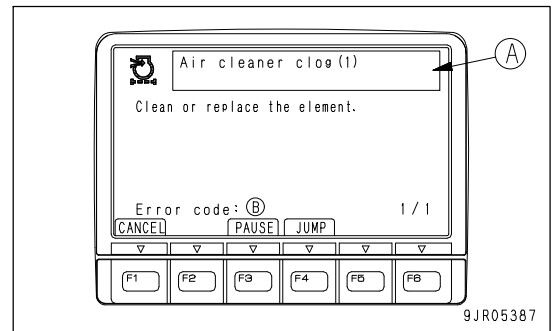 Air cleaner clog(1)
A
Clean or replace the element.
Error code: B 1/1
CANCEL PAUSE JUMP
F1 F2 F3 F4 F5 F6
9JR05387